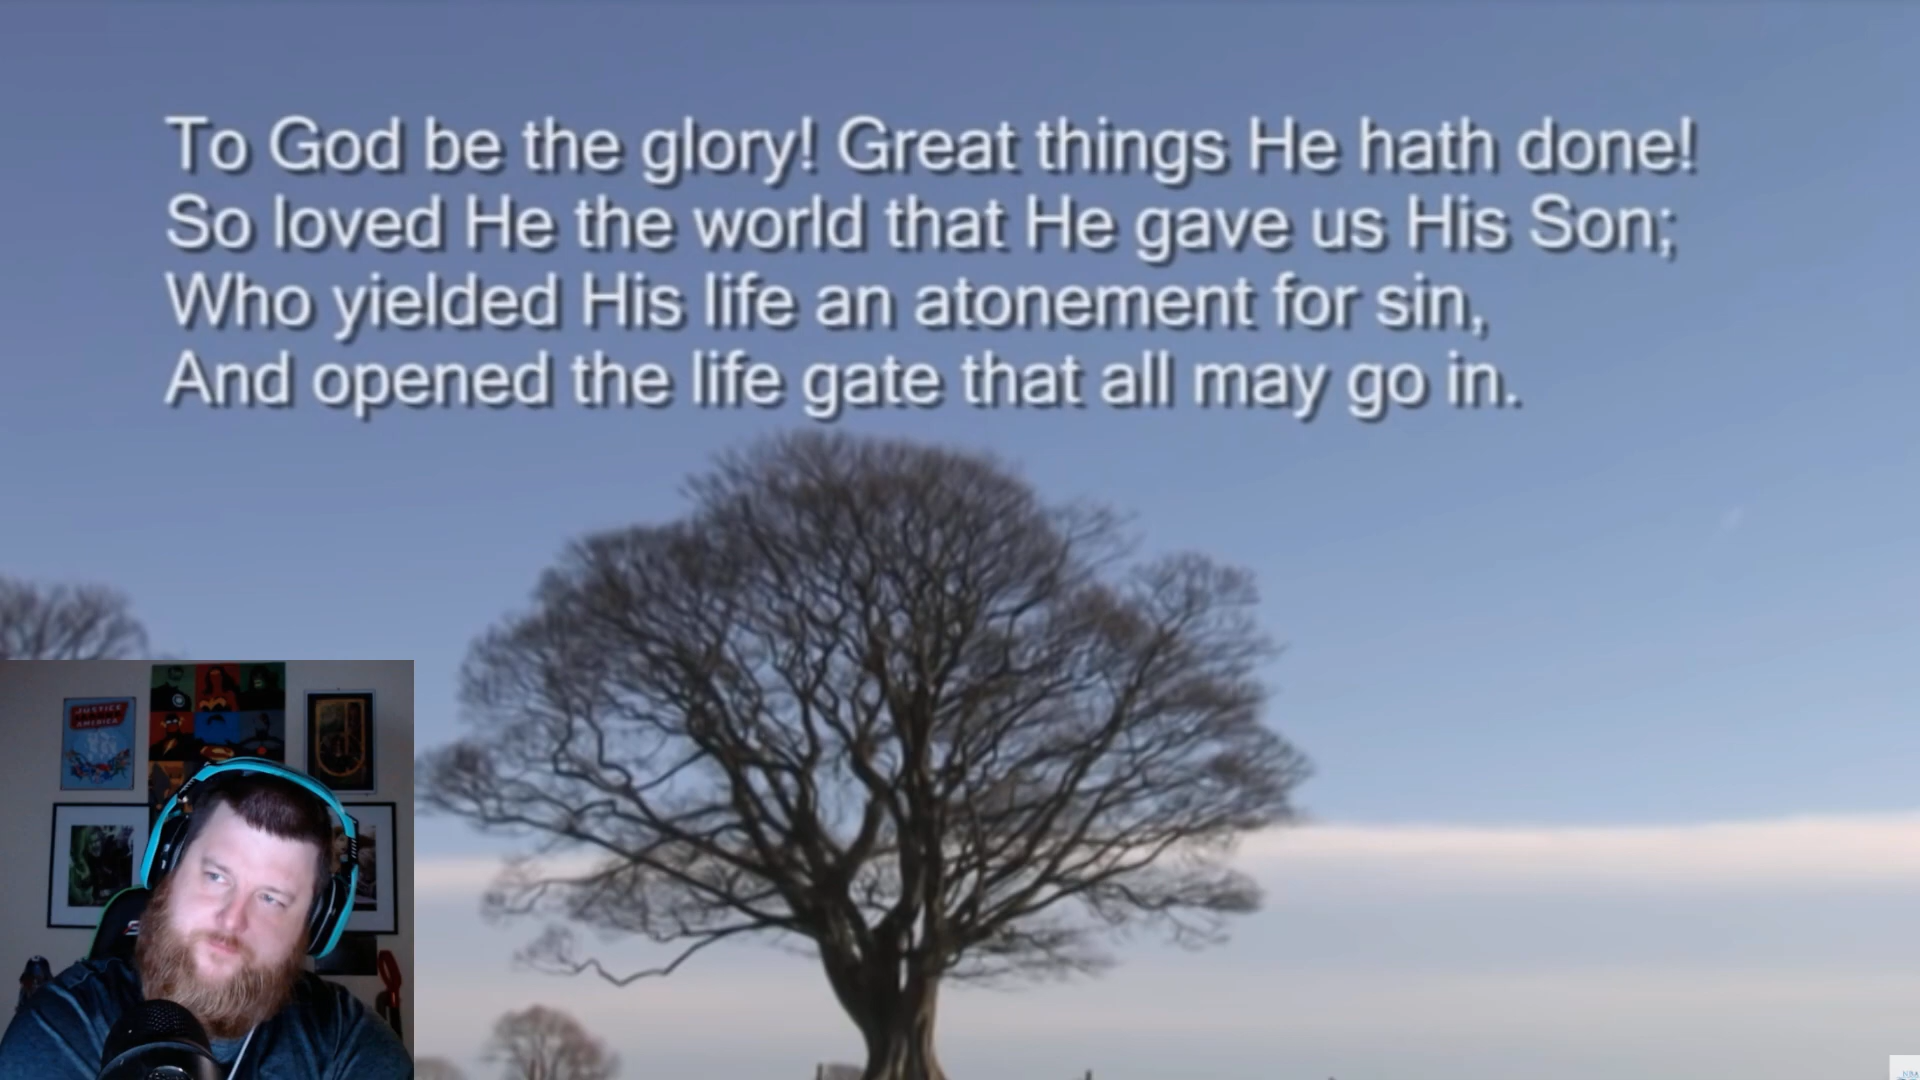 To God be the glory! Great things He hath done!
So loved He the world that He gave us His Son;
Who yielded His life an atonement for sin,
And opened the life gate that all may go in.
JUSTICE
AMERICA